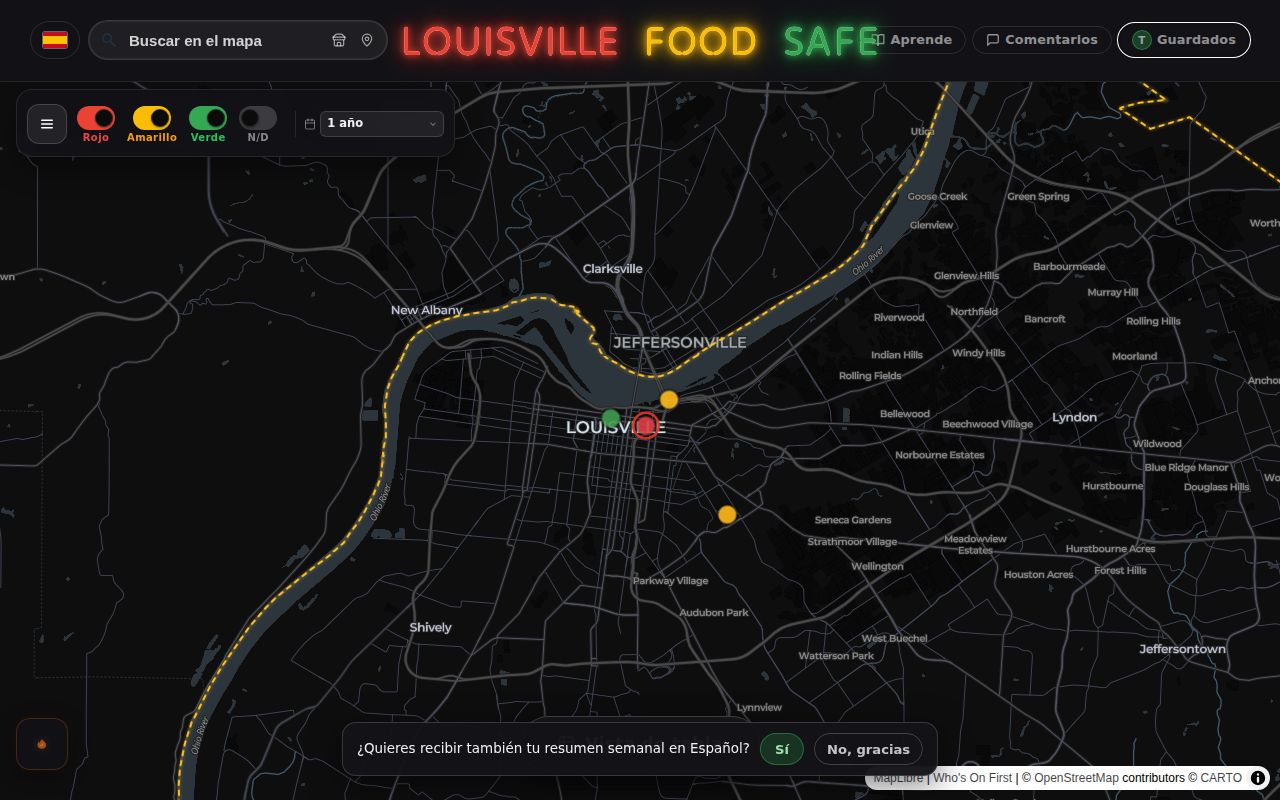 Buscar en el mapa
LOUISVILLE FOOD SAFE
Aprende
Comentarios
T Guardados
Rojo
Amarillo
Verde
N/D
1 año
Utica
Goose Creek
Green Spring
Glenview
Worth
Ohio River
Clarksville
Barbourmeade
Glenview Hills
wn
Murray Hill
New Albany
Riverwood
Northfield
Bancroft
Rolling Hills
JEFFERSONVILLE
Indian Hills
Windy Hills
Moorland
Rolling Fields
Anchor
Bellewood
Lyndon
LOUISVILLE
Beechwood Village
Wildwood
Norbourne Estates
Blue Ridge Manor
Wo
Hurstbourne
Douglass Hills
Ohio River
Seneca Gardens
Strathmoor Village
Meadowview
Estates
Hurstbourne Acres
Wellington
Houston Acres
Forest Hills
Parkway Village
Audubon Park
Shively
West Buechel
Jeffersontown
Watterson Park
Lynnview
Ohio River
¿Quieres recibir también tu resumen semanal en Español?
Sí
No, gracias
MapLibre | Who's On First | © OpenStreetMap contributors © CARTO